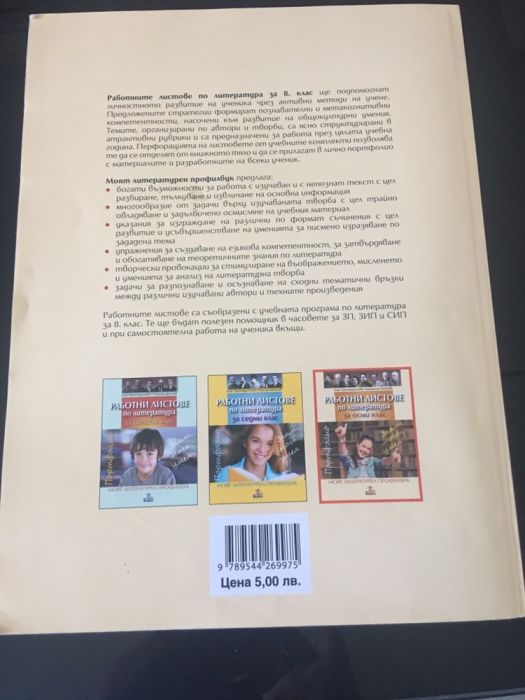 Работните листове по литература за 8. клас ще подпомогнат
личностното развитие на ученика чрез активни методи на учене.
Предложените стратегии формират познавателни и метакогнитивни
компетентности, насочени към развитие на общокултурни умения.
Темите, организирани по автори и творби, са ясно структурирани в
атрактивни рубрики и са предназначени за работа през цялата учебна
година. Перфорацията на листовете от учебните комплекти позволява
те да се отделят от книжното тяло и да се прилагат в лично портфолио
с материалите и разработките на всеки ученик.
Моят литературен профилбук предлага:
• богати възможности за работа с изучаван и с непознат текст с цел
разбиране, тълкуване и извличане на основна информация
• многообразие от задачи върху изучаваната творба с цел трайно
овладяване и задълбочено осмисляне на учебния материал
• указания за изграждане на различни по формат съчинения с цел
развитие и усъвършенстване на уменията за писмено изразяване по
зададена тема
• упражнения за създаване на езикова компетентност, за затвърдяване
и обогатяване на теоретичните знания по литература
• творчески провокации за стимулиране на въображението, мисленето
и уменията за анализ на литературна творба
• задачи за разпознаване и осъзнаване на сходни тематични връзки
между различни изучавани автори и техните произведения
Работните листове са съобразени с учебната програма по литература
за 8. клас. Те ще бъдат полезен помощник в часовете за ЗП, ЗИП и СИП
и при самостоятелна работа на ученика вкъщи.
РАБОТНИ ЛИСТОВЕ
по литература
Портфолио
МОЯТ ЛИТЕРАТУРЕН ПРОФИЛБУК
РАБОТНИ ЛИСТОВЕ
по литература
за седми клас
Портфолио
МОЯТ ЛИТЕРАТУРЕН ПРОФИЛБУК
РАБОТНИ ЛИСТОВЕ
по литература
за осми клас
Портфолио
МОЯТ ЛИТЕРАТУРЕН ПРОФИЛБУК
9 789544 269975
Цена 5,00 лв.